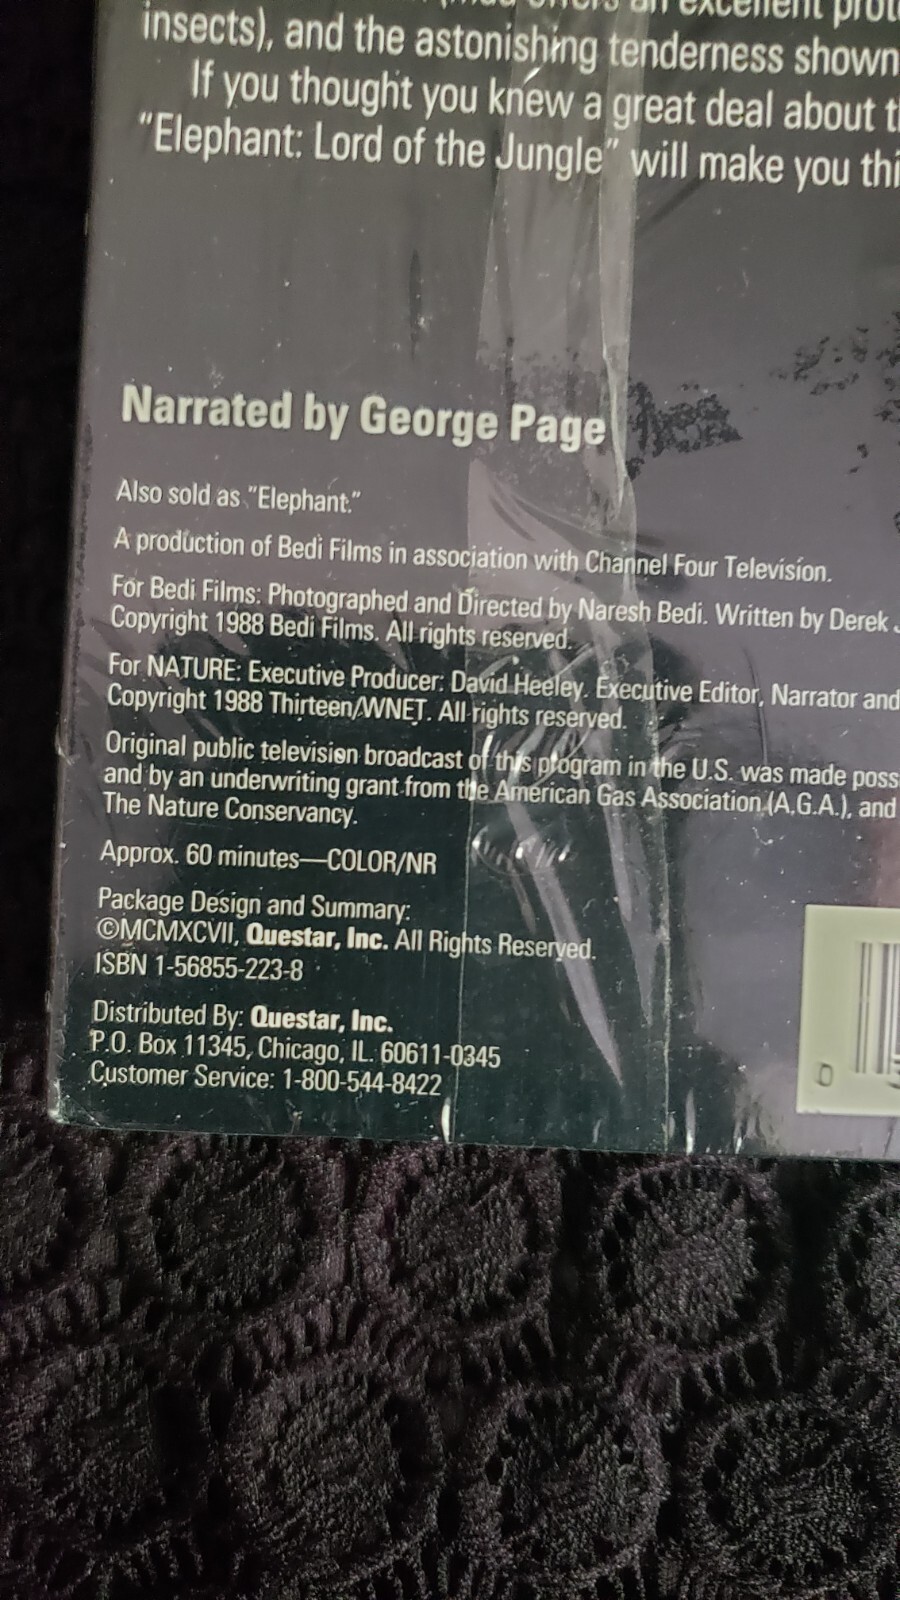 insects), and the astonishing tenderness shown
If you thought you knew a great deal about
"Elephant: Lord of the Jungle" will make you
Narrated by George Page
Also sold as "Elephant."
A production of Bedi Films in association with Channel Four Television.
For Bedi Films: Photographed and Directed by Naresh Bedi. Written by Derek
Copyright 1988 Bedi Films. All rights reserved.
For NATURE: Executive Producer: David Heeley. Executive Editor, Narrator and
Copyright 1988 Thirteen/WNET. All rights reserved.
Original public television broadcast of this program in the U.S. was made
and by an underwriting grant from the American Gas Association (A.G.A.), and
The Nature Conservancy.
Approx. 60 minutes—COLOR/NR
Package Design and Summary:
©MCMXCVII, Questar, Inc. All Rights Reserved.
ISBN 1-56855-223-8
Distributed By: Questar, Inc.
P.O. Box 11345, Chicago, IL. 60611-0345
Customer Service: 1-800-544-8422
0